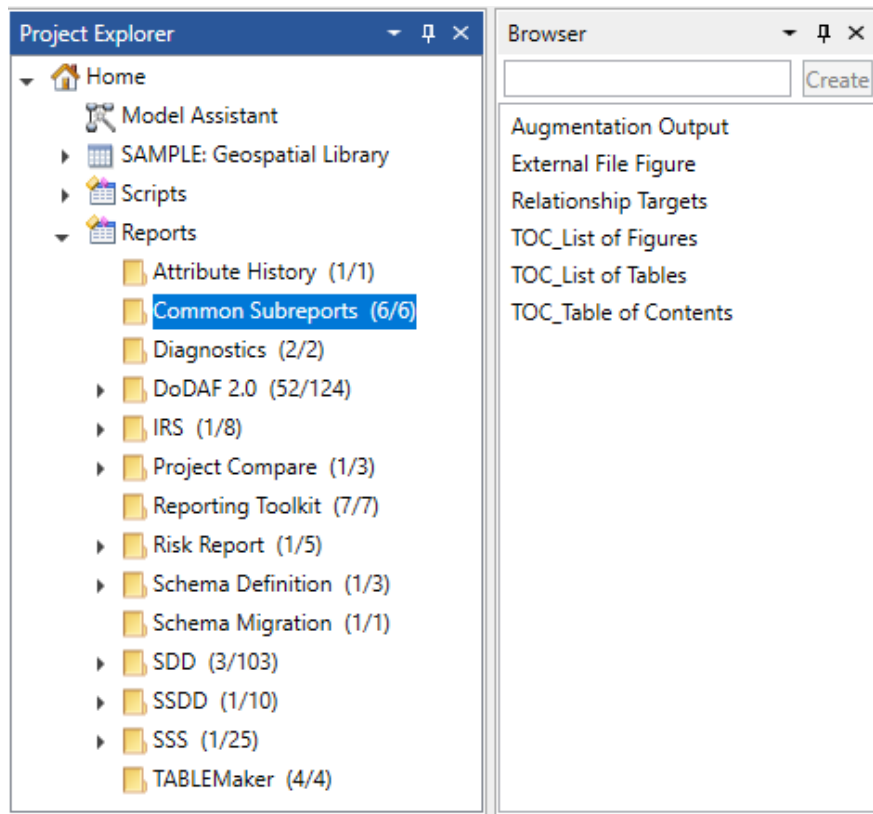 Project Explorer
Home
Model Assistant
SAMPLE: Geospatial Library
Scripts
Reports
Attribute History (1/1)
Common Subreports (6/6)
Diagnostics (2/2)
DoDAF 2.0 (52/124)
IRS (1/8)
Project Compare (1/3)
Reporting Toolkit (7/7)
Risk Report (1/5)
Schema Definition (1/3)
Schema Migration (1/1)
SDD (3/103)
SSDD (1/10)
SSS (1/25)
TABLEMaker (4/4)
Browser
Create
Augmentation Output
External File Figure
Relationship Targets
TOC_List of Figures
TOC_List of Tables
TOC_Table of Contents